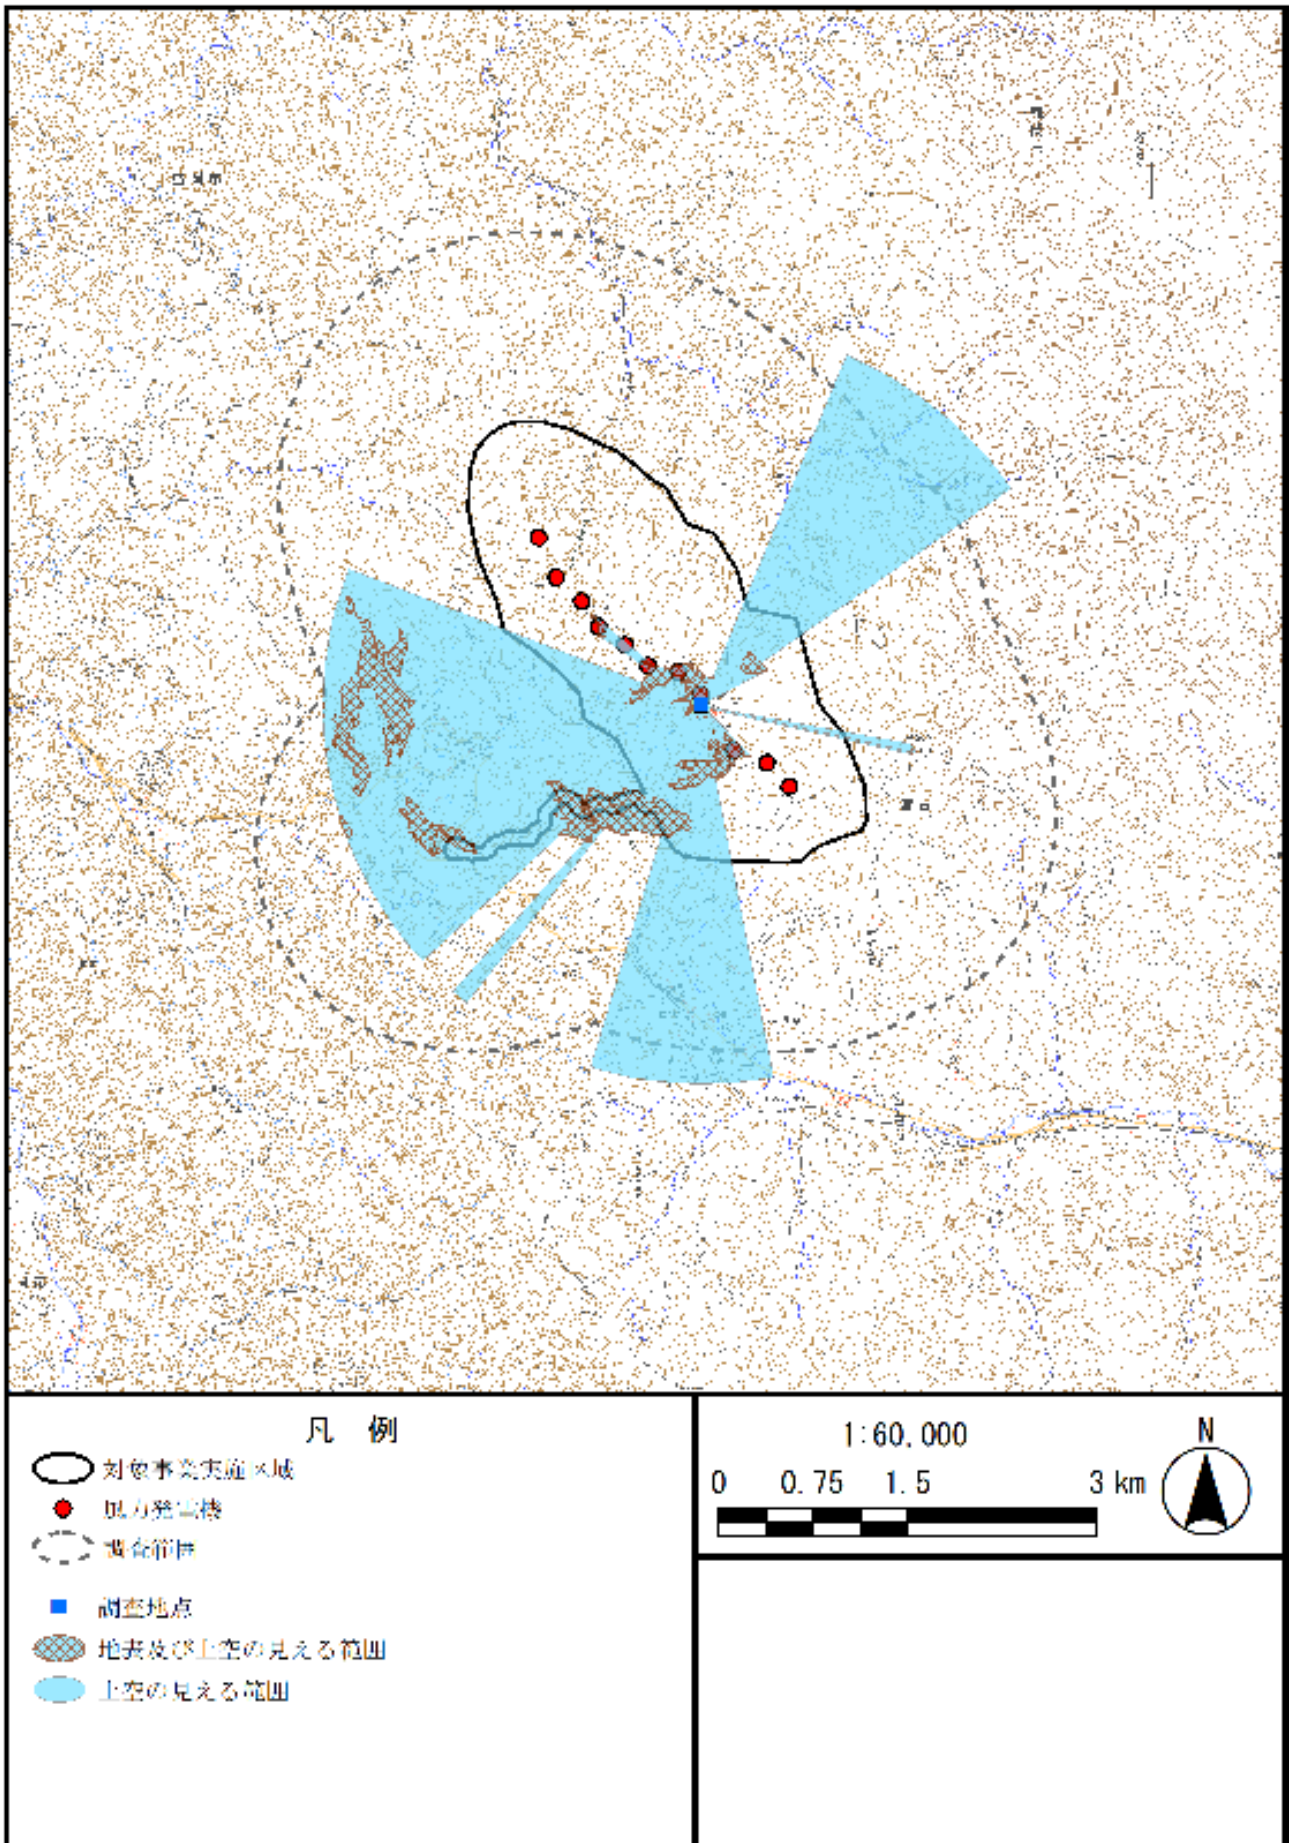 凡 例
対象事業実施区域
風力発電機
調査範囲
調査地点
地表及び上空の見える範囲
上空の見える範囲
1:60,000
0 0.75 1.5 3 km
N